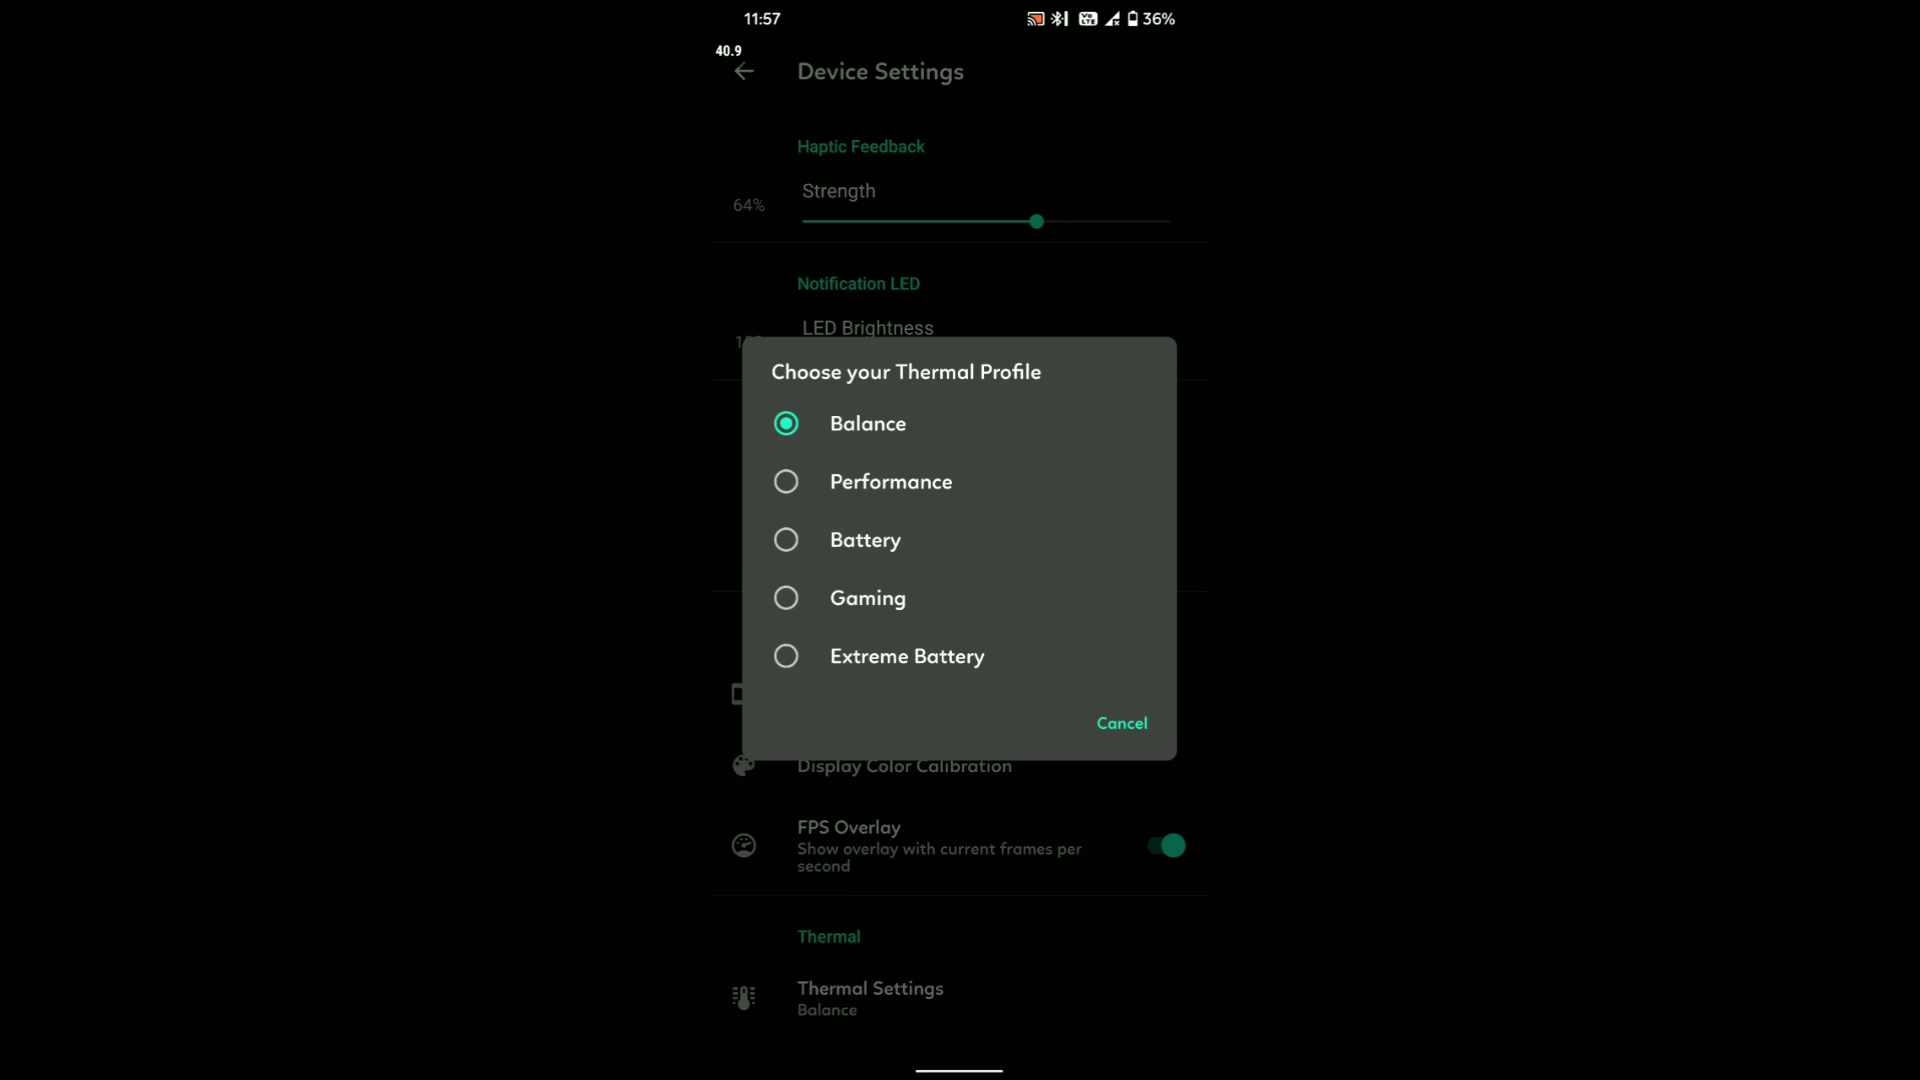 11:57
VoLTE
36%
40.9
Device Settings
Haptic Feedback
Strength
64%
Notification LED
LED Brightness
Choose your Thermal Profile
Balance
Performance
Battery
Gaming
Extreme Battery
Cancel
Display Color Calibration
FPS Overlay
Show overlay with current frames per
second
Thermal
Thermal Settings
Balance